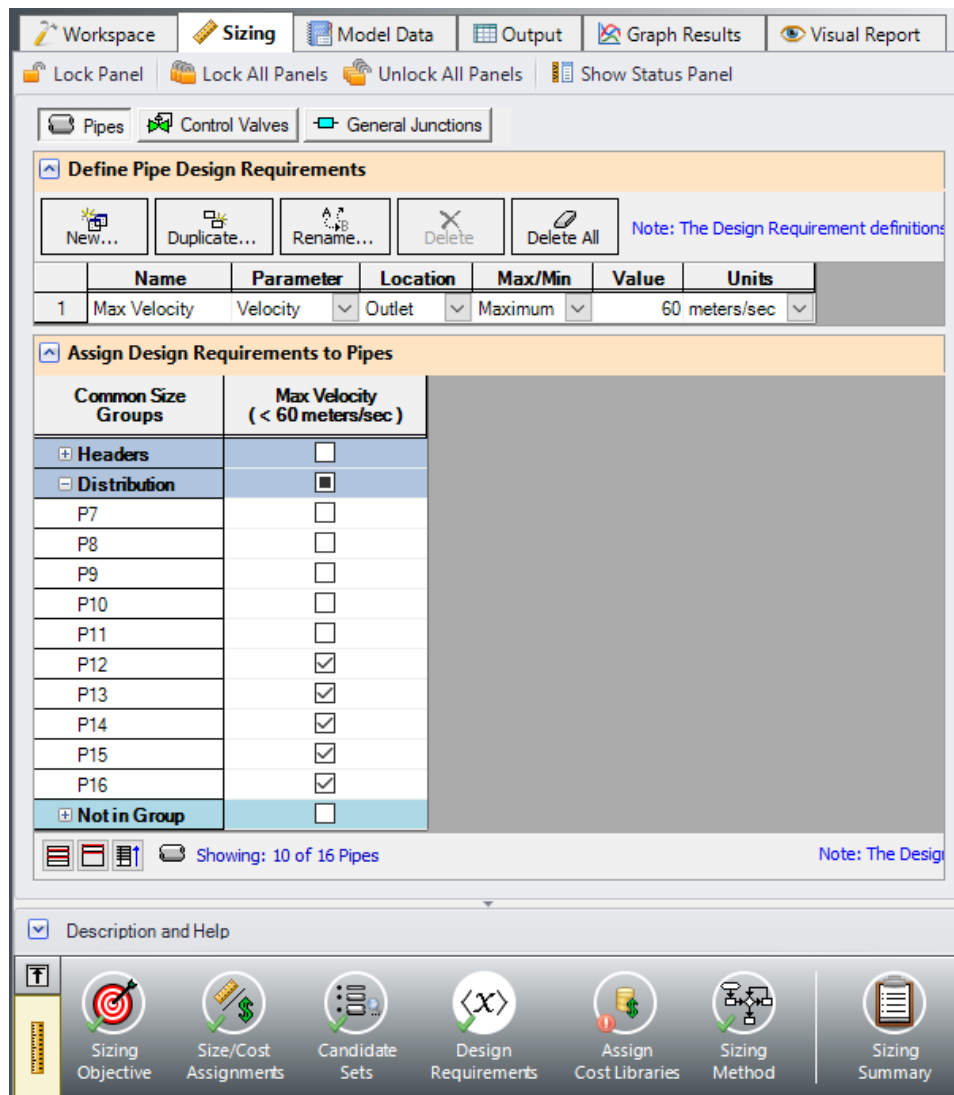 Workspace Sizing Model Data Output Graph Results Visual Report
Lock Panel Lock All Panels Unlock All Panels Show Status Panel
Pipes Control Valves General Junctions
Define Pipe Design Requirements
New... Duplicate... Rename... Delete Delete All Note: The Design Requirement definitions
Name Parameter Location Max/Min Value Units
1 Max Velocity Velocity Outlet Maximum 60 meters/sec
Assign Design Requirements to Pipes
Common Size Groups Max Velocity ( < 60 meters/sec )
Headers
Distribution
P7
P8
P9
P10
P11
P12
P13
P14
P15
P16
Not in Group
Showing: 10 of 16 Pipes Note: The Desig
Description and Help
Sizing Objective Size/Cost Assignments Candidate Sets Design Requirements Assign Cost Libraries Sizing Method Sizing Summary